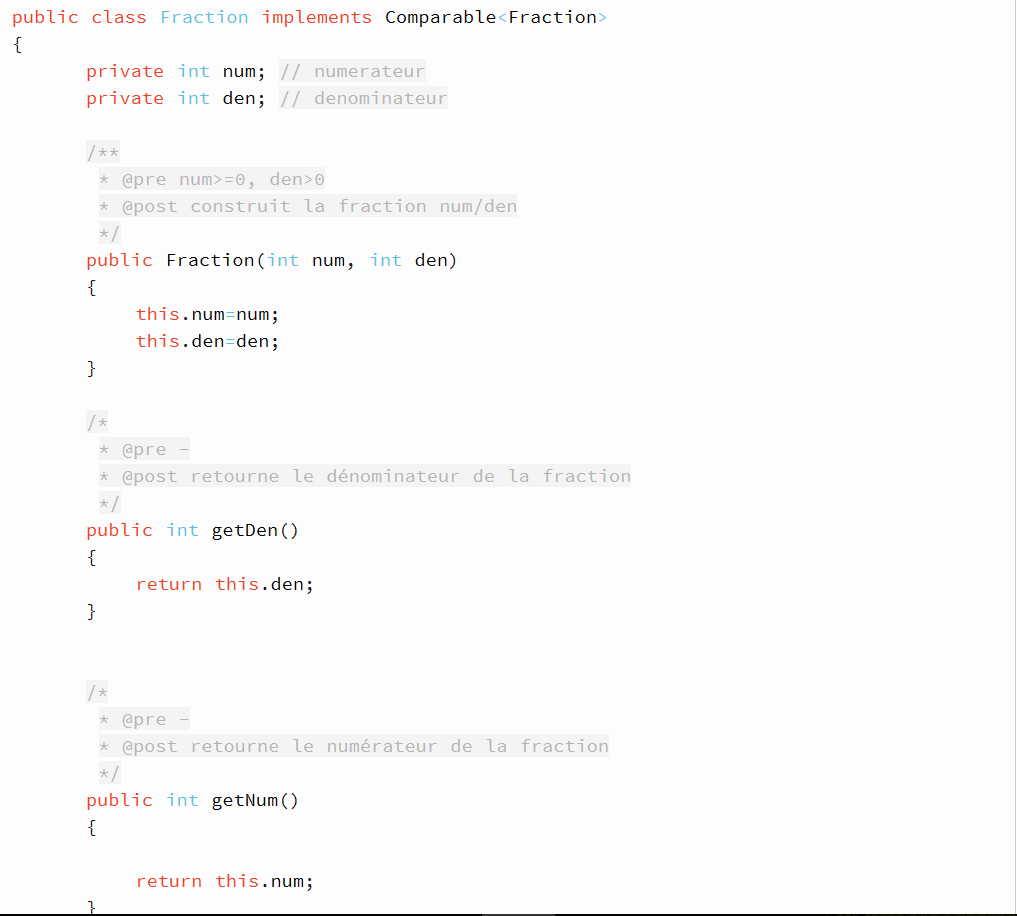 public class Fraction implements Comparable<Fraction>
{
private int num; // numerateur
private int den; // denominateur
/**
* @pre num>=0, den>0
* @post construit la fraction num/den
*/
public Fraction(int num, int den)
{
this.num=num;
this.den=den;
}
/*
* @pre -
* @post retourne le dénominateur de la fraction
*/
public int getDen()
{
return this.den;
}
/*
* @pre -
* @post retourne le numérateur de la fraction
*/
public int getNum()
{
return this.num;
}